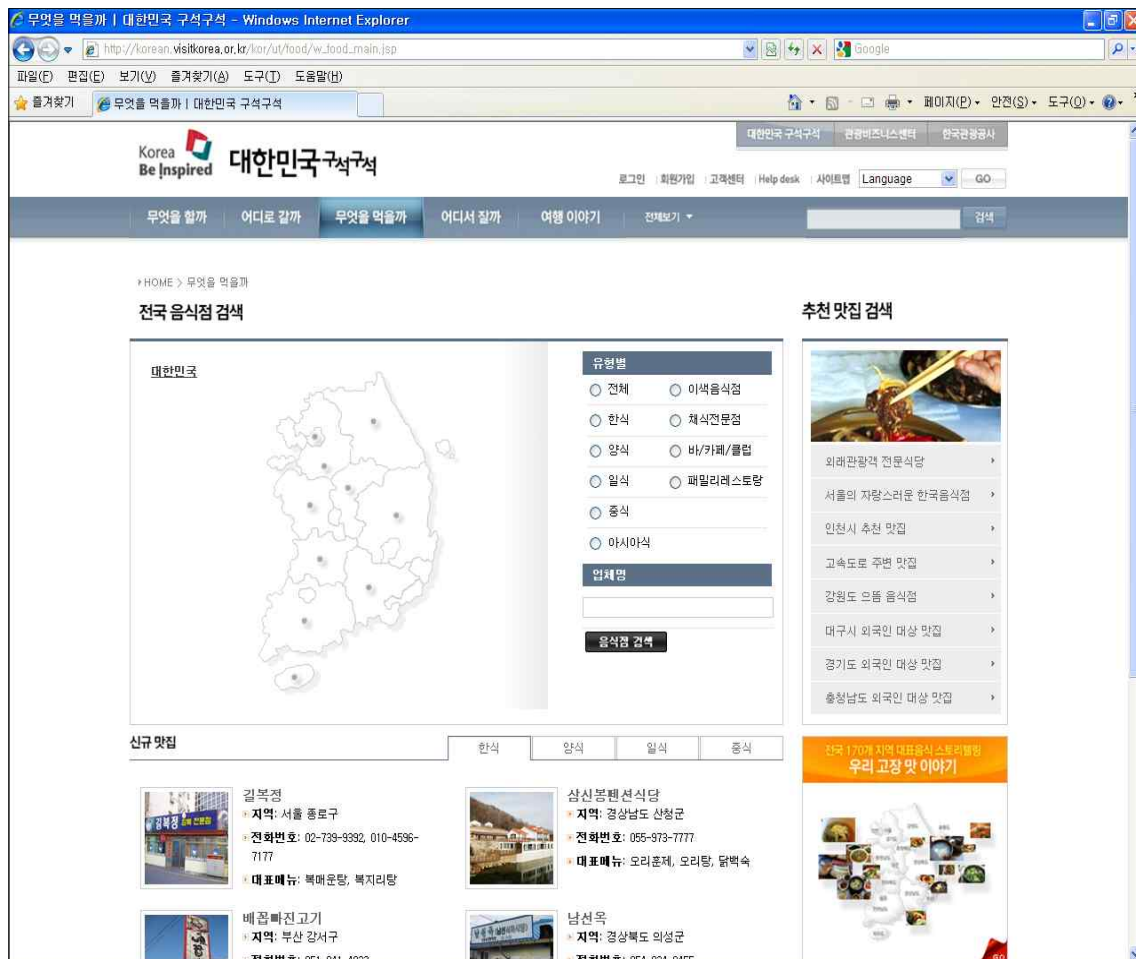 무엇을 먹을까 | 대한민국 구석구석 - Windows Internet Explorer
http://korean.visitkorea.or.kr/kor/ut/food/w_food_main.jsp
Google
파일(F) 편집(E) 보기(V) 즐겨찾기(A) 도구(T) 도움말(H)
즐겨찾기 무엇을 먹을까 | 대한민국 구석구석
페이지(P) 안전(S) 도구(O)
대한민국 구석구석 관광비즈니스센터 한국관광공사
Korea
Be Inspired
대한민국 구석구석
로그인 회원가입 고객센터 Help desk 사이트맵 Language GO
무엇을 할까 어디로 갈까 무엇을 먹을까 어디서 잘까 여행 이야기 전체보기 검색
HOME > 무엇을 먹을까
전국 음식점 검색
대한민국
유형별
전체 이색음식점
한식 채식전문점
양식 바/카페/클럽
일식 패밀리레스토랑
중식
아시아식
업체명
음식점 검색
추천 맛집 검색
외래관광객 전문식당
서울의 자랑스러운 한국음식점
인천시 추천 맛집
고속도로 주변 맛집
강원도 으뜸 음식점
대구시 외국인 대상 맛집
경기도 외국인 대상 맛집
충청남도 외국인 대상 맛집
신규 맛집
한식 양식 일식 중식
길복정
지역: 서울 종로구
전화번호: 02-739-9392, 010-4596-
7177
대표메뉴: 복매운탕, 복지리탕
삼신봉펜션식당
지역: 경상남도 산청군
전화번호: 055-973-7777
대표메뉴: 오리훈제, 오리탕, 닭백숙
배꼽빠진고기
지역: 부산 강서구
남선옥
지역: 경상북도 의성군
전국 170개 지역 대표음식 스토리텔링
우리 고장 맛 이야기
GO